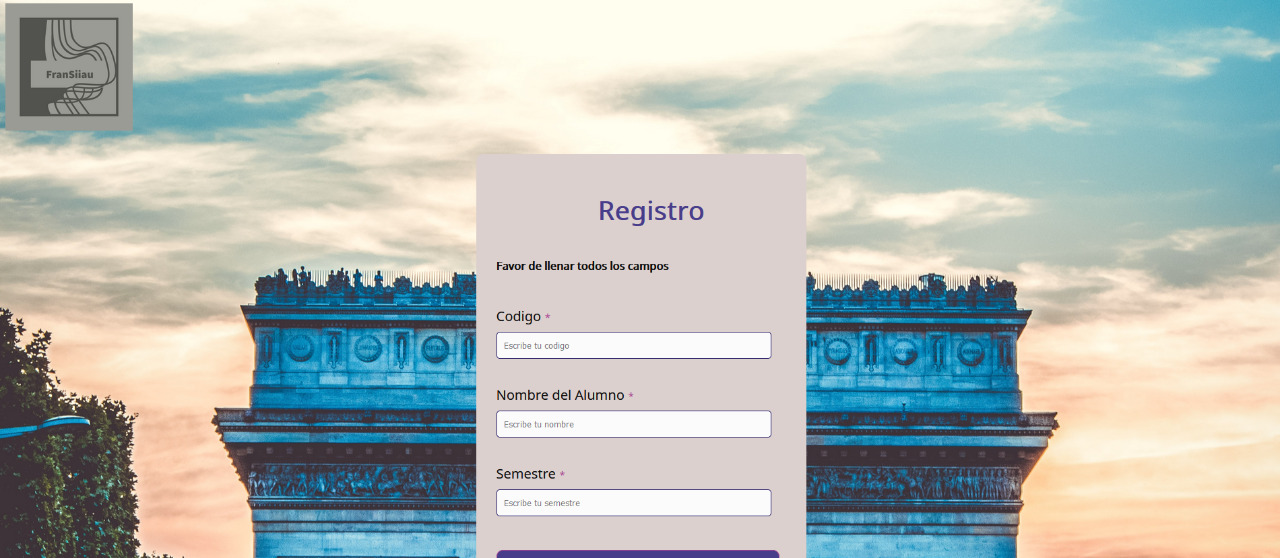 FranSiiau
Registro
Favor de llenar todos los campos
Codigo *
Escribe tu codigo
Nombre del Alumno *
Escribe tu nombre
Semestre *
Escribe tu semestre